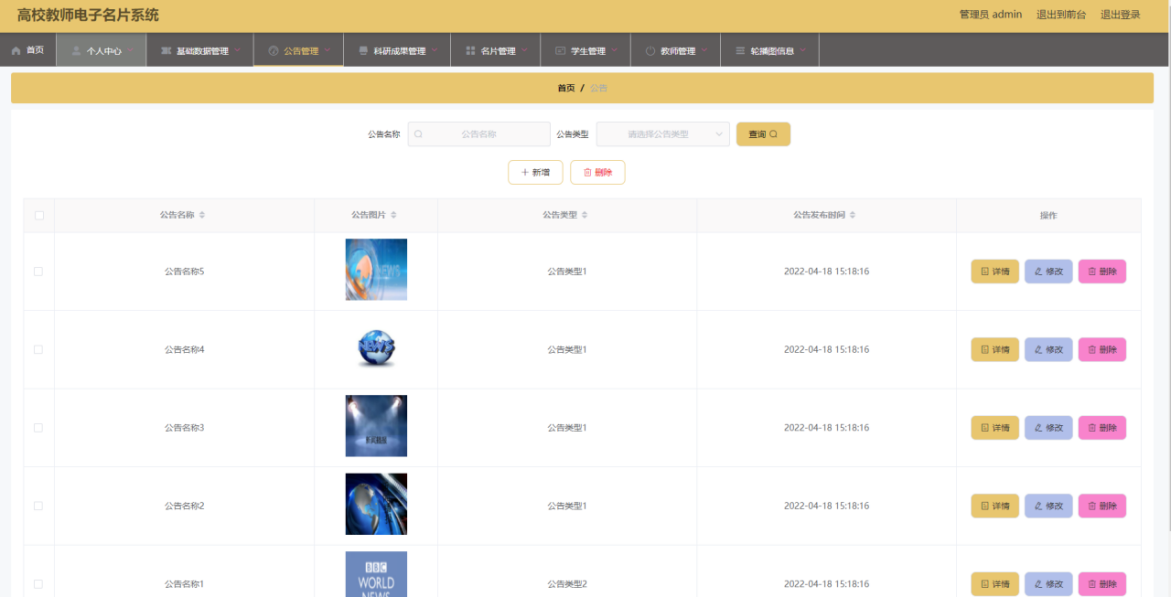 高校教师电子名片系统
管理员 admin 退出到前台 退出登录
首页 个人中心 基础数据管理 公告管理 科研成果管理 名片管理 学生管理 教师管理 轮播图信息
首页 / 公告
公告名称 公告名称 公告类型 请选择公告类型 查询
+ 新增 删除
公告名称 公告图片 公告类型 公告发布时间 操作
公告名称5 NEWS 公告类型1 2022-04-18 15:18:16 详情 修改 删除
公告名称4 NEWS 公告类型1 2022-04-18 15:18:16 详情 修改 删除
公告名称3 公告类型1 2022-04-18 15:18:16 详情 修改 删除
公告名称2 公告类型1 2022-04-18 15:18:16 详情 修改 删除
公告名称1 BBC WORLD NEWS 公告类型2 2022-04-18 15:18:16 详情 修改 删除